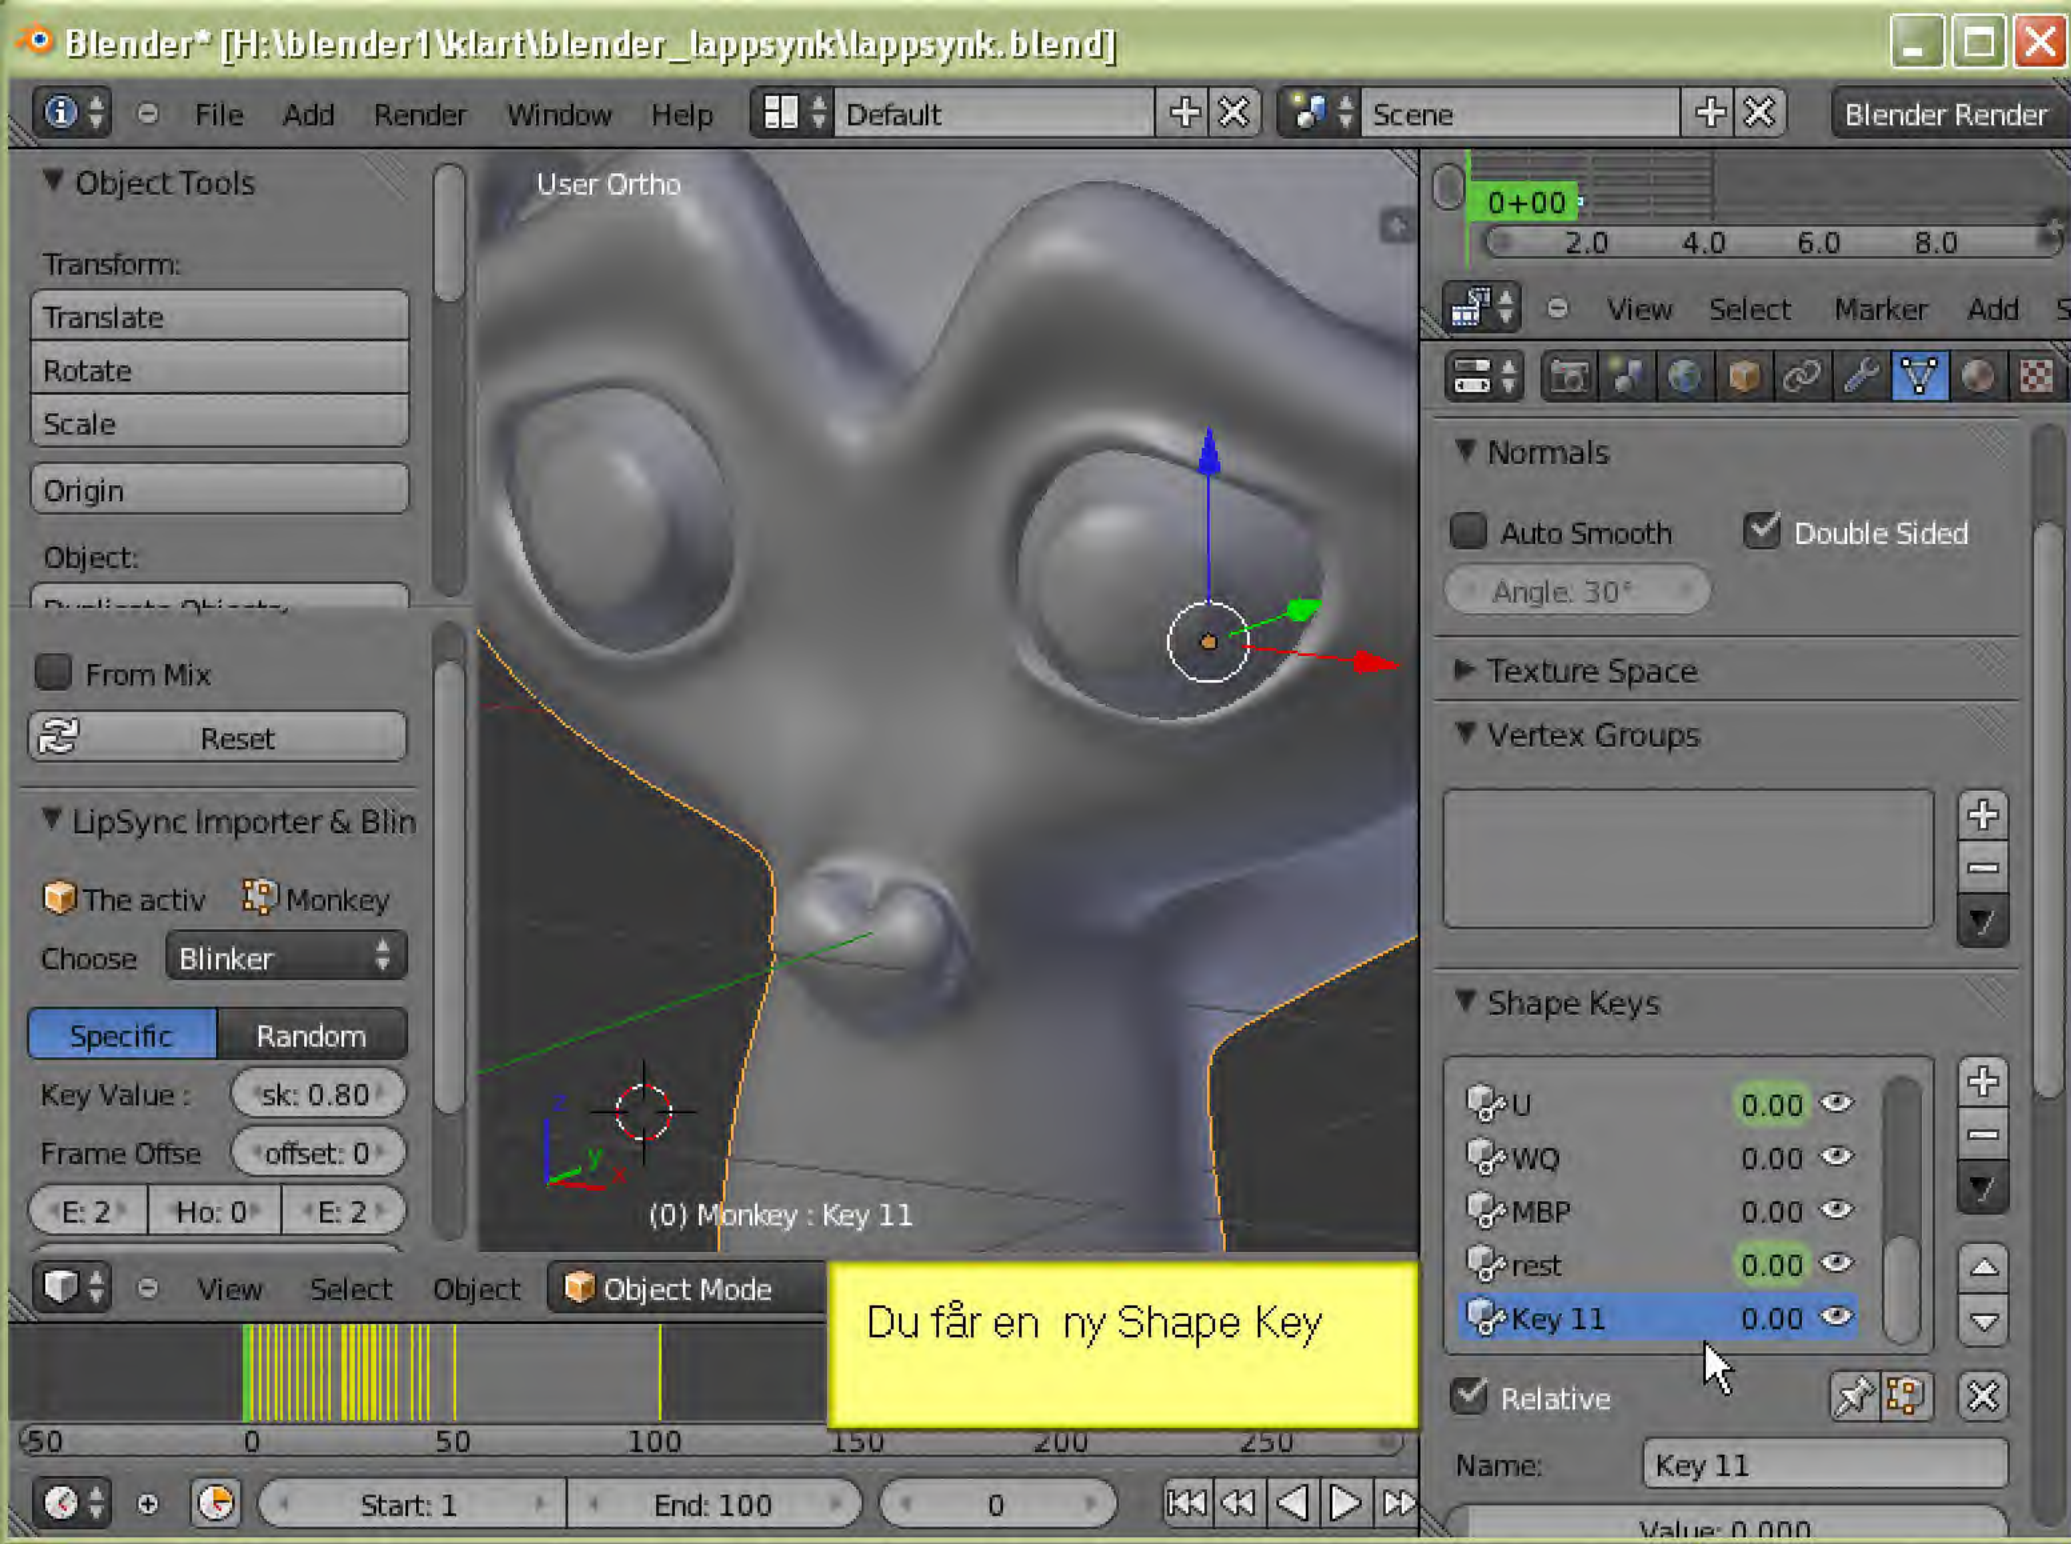 Blender* [H:\blender1\klart\blender_lappsynk\lappsynk.blend]
File Add Render Window Help Default Scene Blender Render
Object Tools
Transform:
Translate
Rotate
Scale
Origin
Object:
Duplicate Objects
From Mix
Reset
LipSync Importer & Blin
The activ Monkey
Choose Blinker
Specific Random
Key Value : sk: 0.80
Frame Offse offset: 0
E: 2 Ho: 0 E: 2
User Ortho
z
y
x
(0) Monkey : Key 11
View Select Object Object Mode
Du får en ny Shape Key
-50 0 50 100 150 200 250
Start: 1 End: 100 0
0+00
2.0 4.0 6.0 8.0
View Select Marker Add S
Normals
Auto Smooth Double Sided
Angle: 30°
Texture Space
Vertex Groups
Shape Keys
U 0.00
WQ 0.00
MBP 0.00
rest 0.00
Key 11 0.00
Relative
Name: Key 11
Value: 0.000